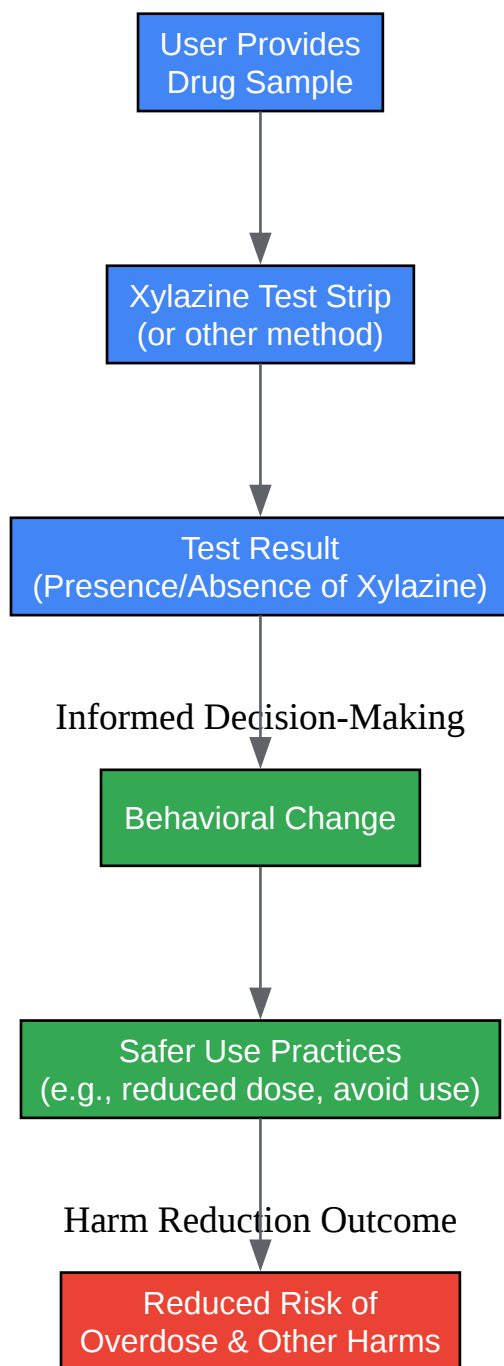 User Provides
Drug Sample
Xylazine Test Strip
(or other method)
Test Result
(Presence/Absence of Xylazine)
Informed Decision-Making
Behavioral Change
Safer Use Practices
(e.g., reduced dose, avoid use)
Harm Reduction Outcome
Reduced Risk of
Overdose & Other Harms